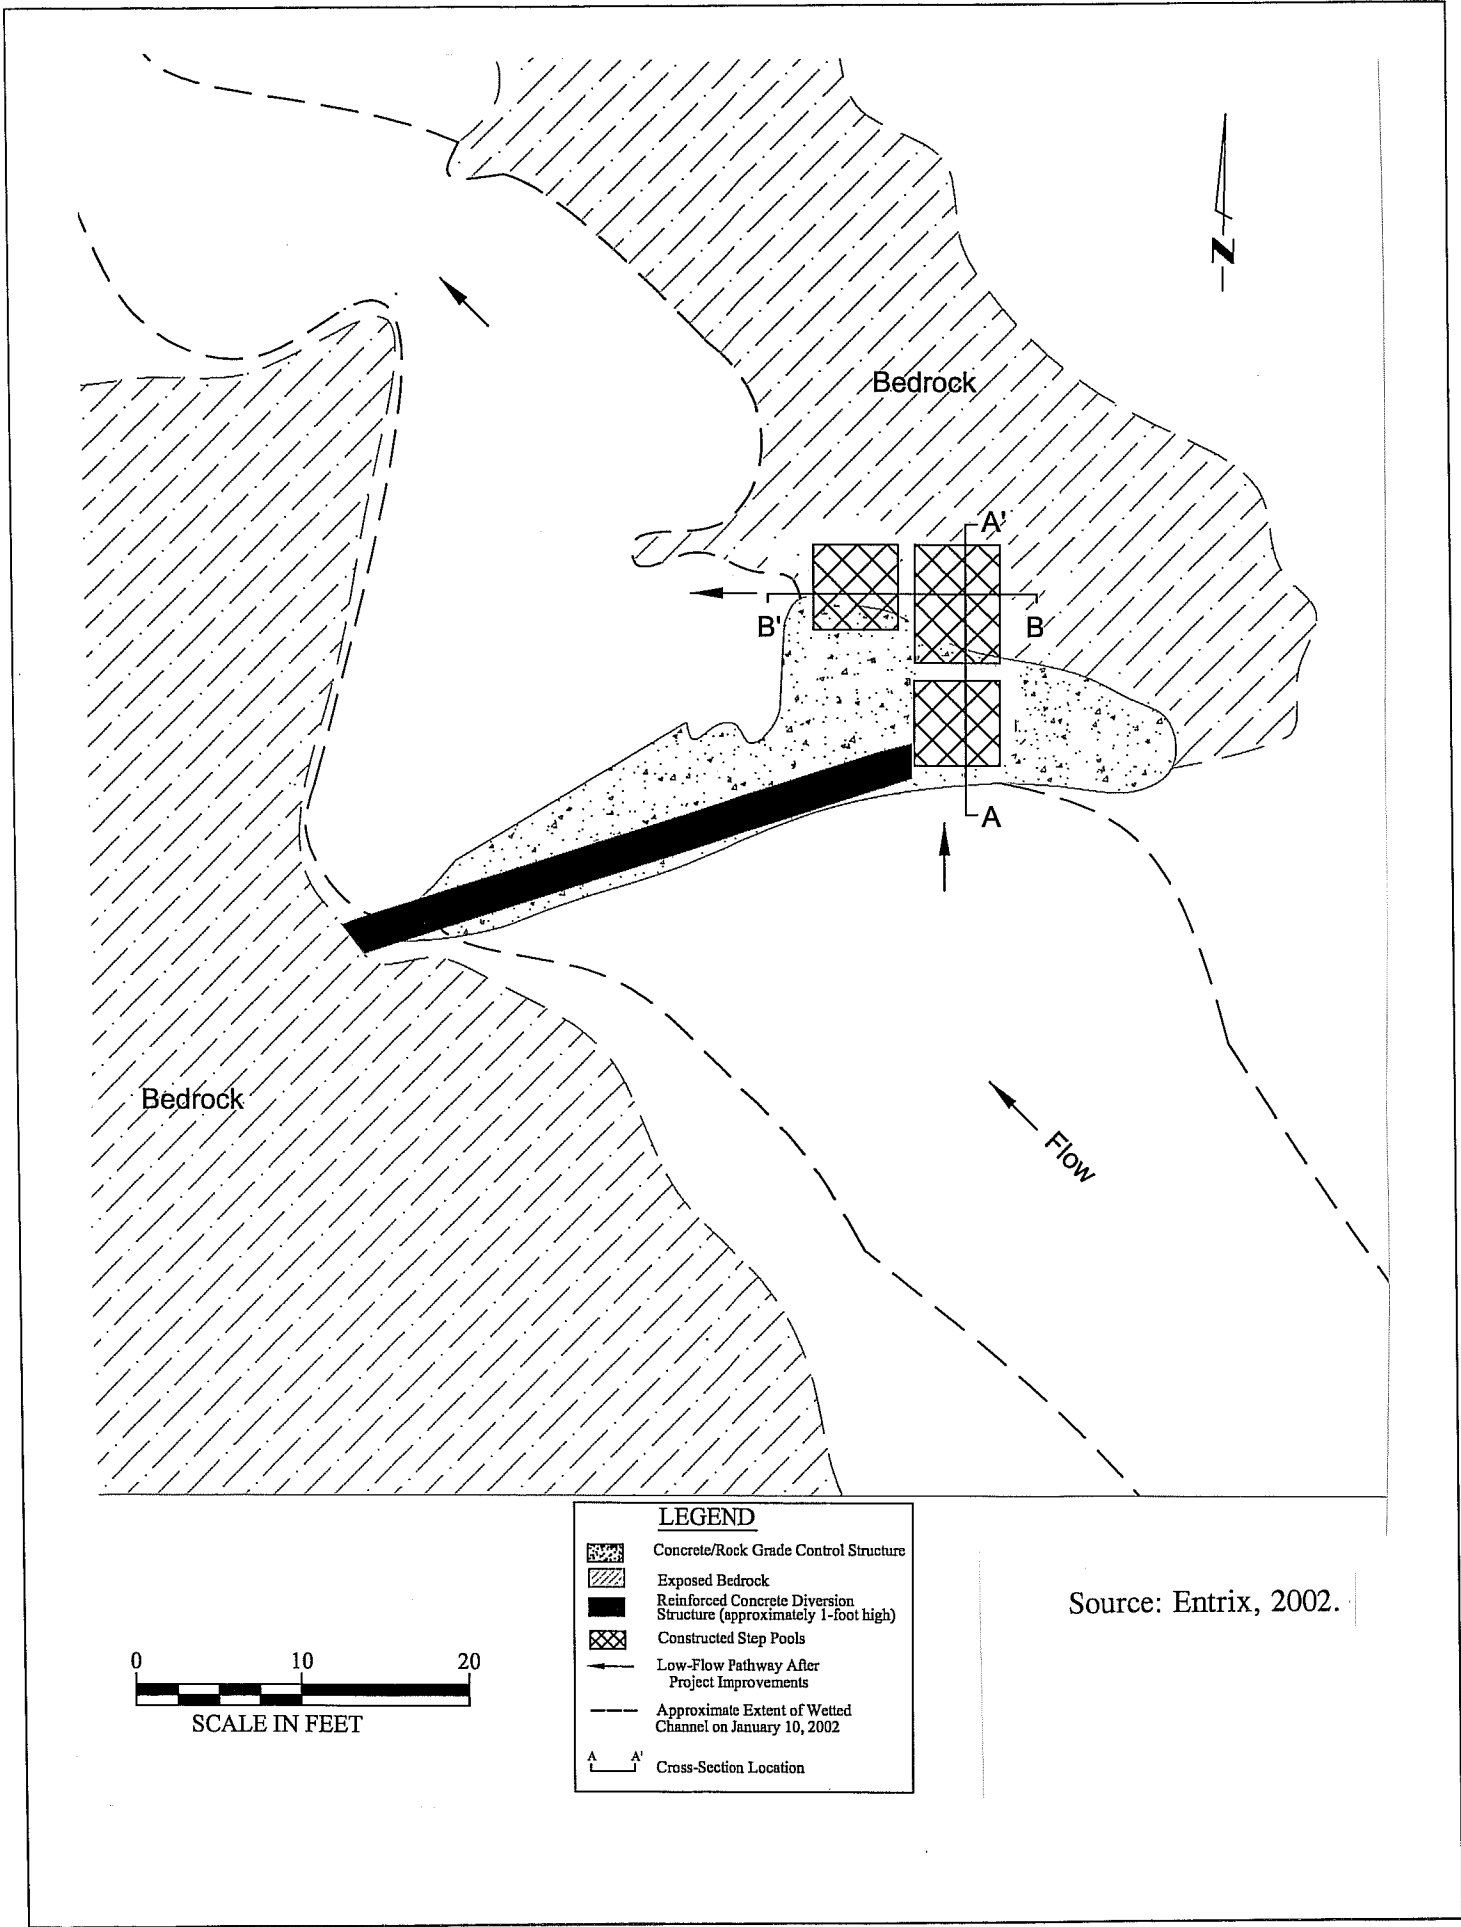 N
Bedrock
A'
B'
B
A
Bedrock
Flow
LEGEND
Concrete/Rock Grade Control Structure
Exposed Bedrock
Reinforced Concrete Diversion
Structure (approximately 1-foot high)
Constructed Step Pools
Low-Flow Pathway After
Project Improvements
Approximate Extent of Wetted
Channel on January 10, 2002
A A'
Cross-Section Location
Source: Entrix, 2002.
0 10 20
SCALE IN FEET